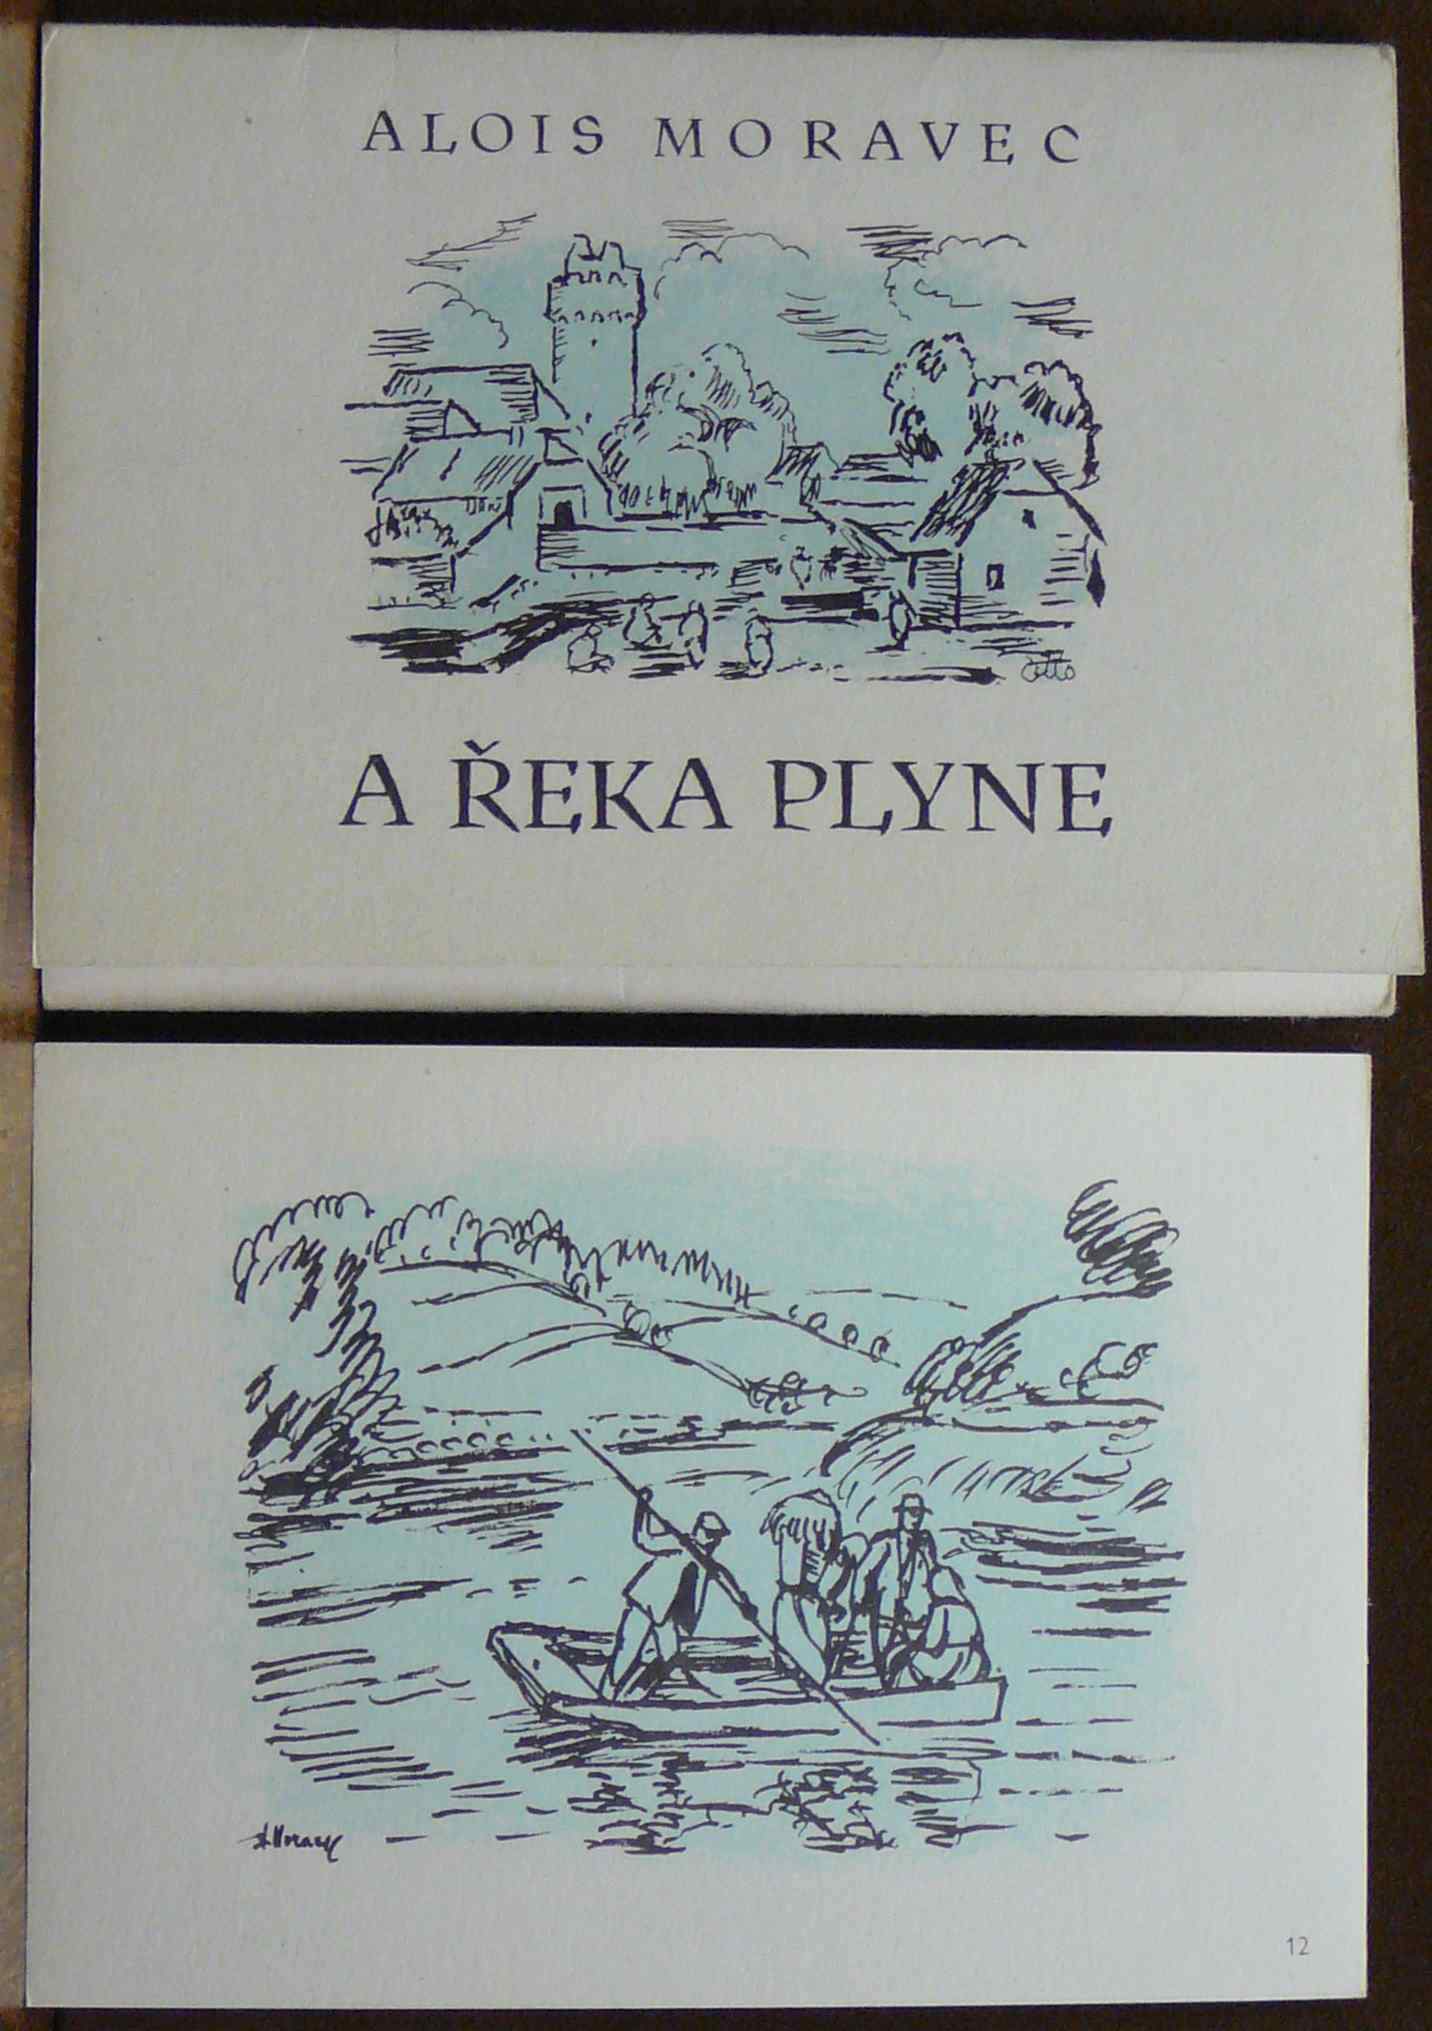 ALOIS MORAVEC
A ŘEKA PLYNE
12